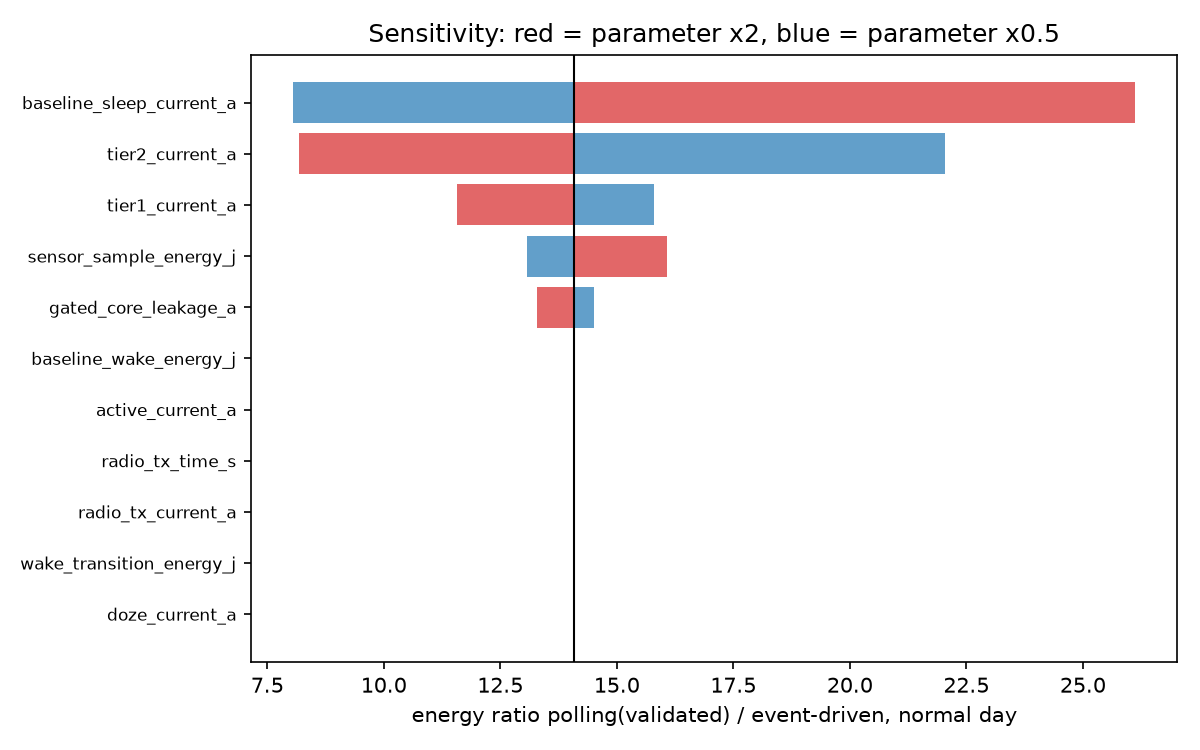 Sensitivity: red = parameter x2, blue = parameter x0.5
baseline_sleep_current_a
tier2_current_a
tier1_current_a
sensor_sample_energy_j
gated_core_leakage_a
baseline_wake_energy_j
active_current_a
radio_tx_time_s
radio_tx_current_a
wake_transition_energy_j
doze_current_a
7.5 10.0 12.5 15.0 17.5 20.0 22.5 25.0
energy ratio polling(validated) / event-driven, normal day